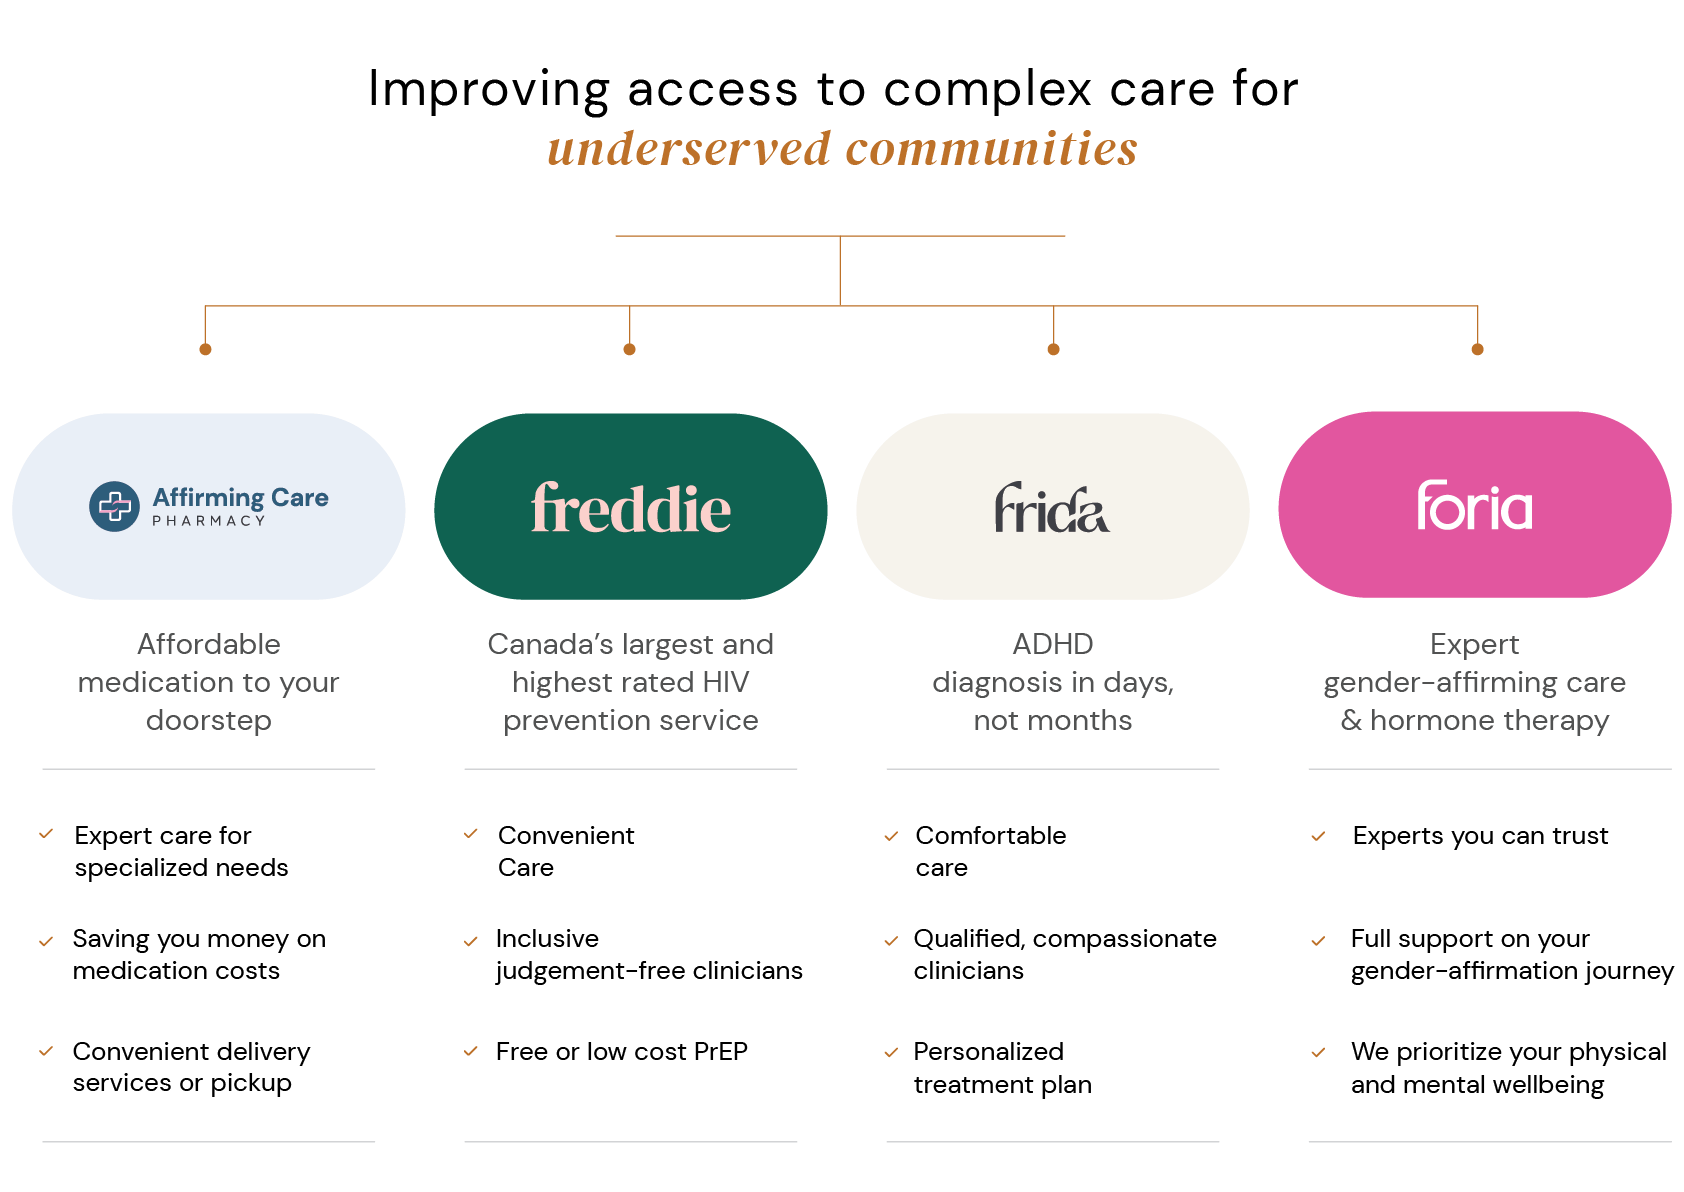 Improving access to complex care for
underserved communities
Affirming Care
PHARMACY
Affordable
medication to your
doorstep
Expert care for
specialized needs
Saving you money on
medication costs
Convenient delivery
services or pickup
freddie
Canada’s largest and
highest rated HIV
prevention service
Convenient
Care
Inclusive
judgement-free clinicians
Free or low cost PrEP
frida
ADHD
diagnosis in days,
not months
Comfortable
care
Qualified, compassionate
clinicians
Personalized
treatment plan
foria
Expert
gender-affirming care
& hormone therapy
Experts you can trust
Full support on your
gender-affirmation journey
We prioritize your physical
and mental wellbeing